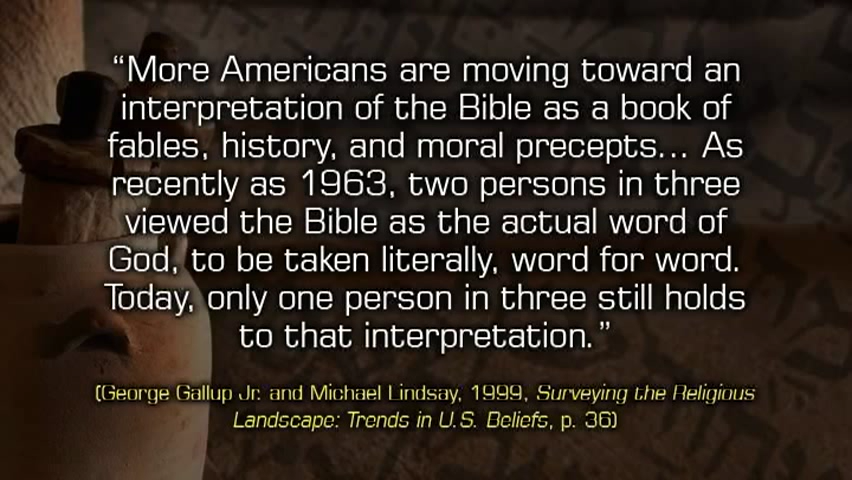 “More Americans are moving toward an
interpretation of the Bible as a book of
fables, history, and moral precepts... As
recently as 1963, two persons in three
viewed the Bible as the actual word of
God, to be taken literally, word for word.
Today, only one person in three still holds
to that interpretation.”
(George Gallup Jr. and Michael Lindsay, 1999, Surveying the Religious
Landscape: Trends in U.S. Beliefs, p. 36)